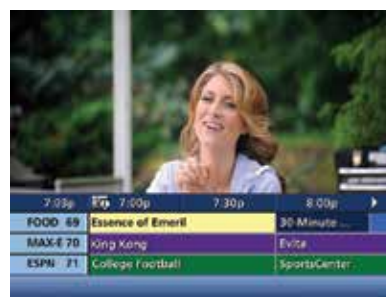 7:03p 7:00p 7:30p 8:00p
FOOD 69 Essence of Emeril 30-Minute ...
MAX-E 70 King Kong Evita
ESPN 71 College Football SportsCenter